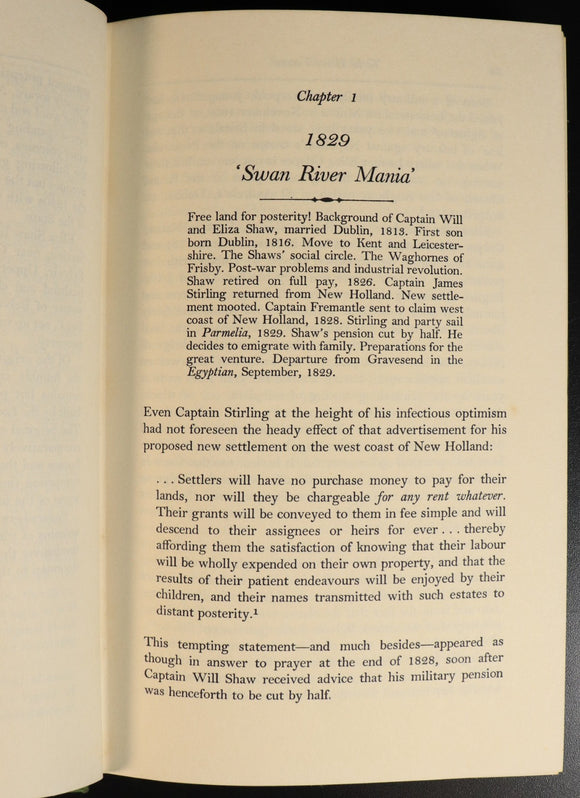 Chapter 1
1829
‘Swan River Mania’
Free land for posterity! Background of Captain Will
and Eliza Shaw, married Dublin, 1813. First son
born Dublin, 1816. Move to Kent and Leicester-
shire. The Shaws’ social circle. The Waghornes of
Frisby. Post-war problems and industrial revolution.
Shaw retired on full pay, 1826. Captain James
Stirling returned from New Holland. New settle-
ment mooted. Captain Fremantle sent to claim west
coast of New Holland, 1828. Stirling and party sail
in Parmelia, 1829. Shaw’s pension cut by half. He
decides to emigrate with family. Preparations for the
great venture. Departure from Gravesend in the
Egyptian, September, 1829.
Even Captain Stirling at the height of his infectious optimism
had not foreseen the heady effect of that advertisement for his
proposed new settlement on the west coast of New Holland:
. . . Settlers will have no purchase money to pay for their
lands, nor will they be chargeable for any rent whatever.
Their grants will be conveyed to them in fee simple and will
descend to their assignees or heirs for ever . . . thereby
affording them the satisfaction of knowing that their labour
will be wholly expended on their own property, and that the
results of their patient endeavours will be enjoyed by their
children, and their names transmitted with such estates to
distant posterity.¹
This tempting statement—and much besides—appeared as
though in answer to prayer at the end of 1828, soon after
Captain Will Shaw received advice that his military pension
was henceforth to be cut by half.